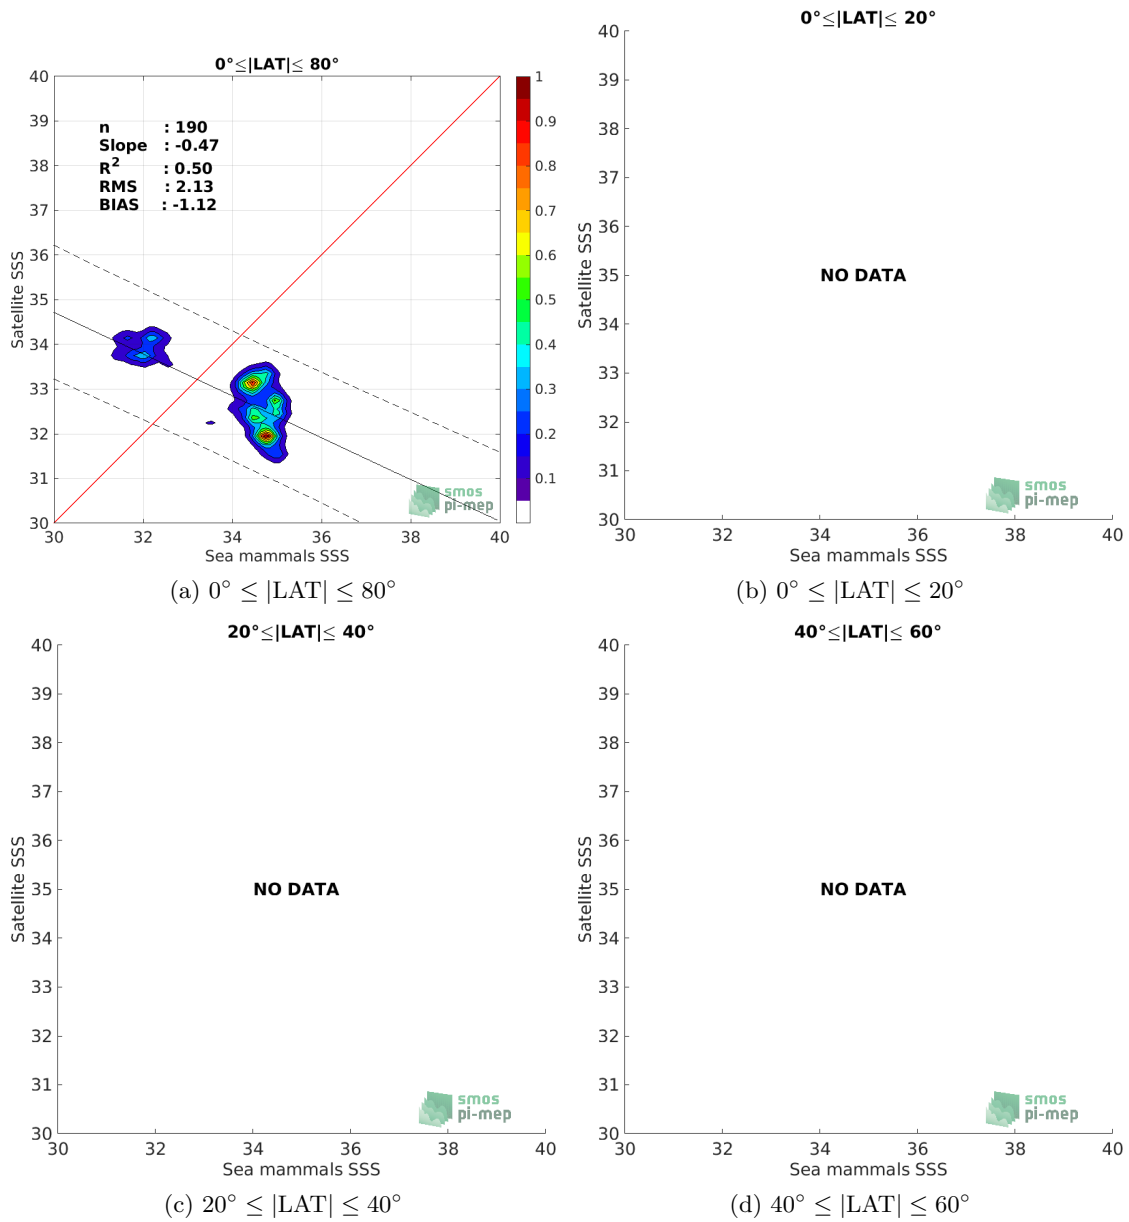 0°≤|LAT|≤ 80°
40
39
38
37
36
35
34
33
32
31
30
Satellite SSS
n : 190
Slope : -0.47
R² : 0.50
RMS : 2.13
BIAS : -1.12
smos
pi-mep
30 32 34 36 38 40
Sea mammals SSS
1
0.9
0.8
0.7
0.6
0.5
0.4
0.3
0.2
0.1
(a) 0° ≤ |LAT| ≤ 80°
0°≤|LAT|≤ 20°
40
39
38
37
36
35
34
33
32
31
30
Satellite SSS
NO DATA
smos
pi-mep
30 32 34 36 38 40
Sea mammals SSS
(b) 0° ≤ |LAT| ≤ 20°
20°≤|LAT|≤ 40°
40
39
38
37
36
35
34
33
32
31
30
Satellite SSS
NO DATA
smos
pi-mep
30 32 34 36 38 40
Sea mammals SSS
(c) 20° ≤ |LAT| ≤ 40°
40°≤|LAT|≤ 60°
40
39
38
37
36
35
34
33
32
31
30
Satellite SSS
NO DATA
smos
pi-mep
30 32 34 36 38 40
Sea mammals SSS
(d) 40° ≤ |LAT| ≤ 60°